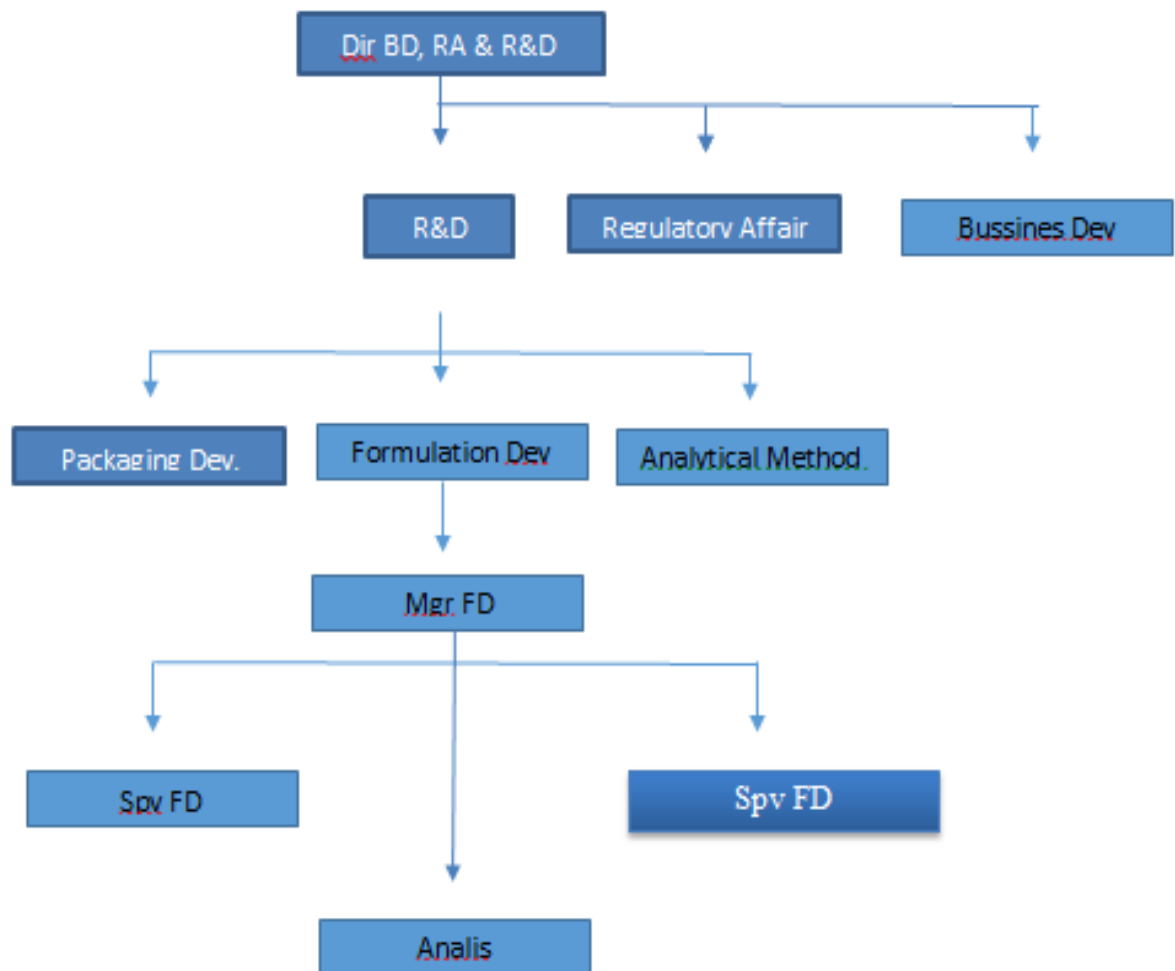 Dir BD, RA & R&D
R&D
Regulatory Affair
Bussines Dev
Packaging Dev.
Formulation Dev
Analytical Method
Mgr FD
Spv FD
Spv FD
Analis